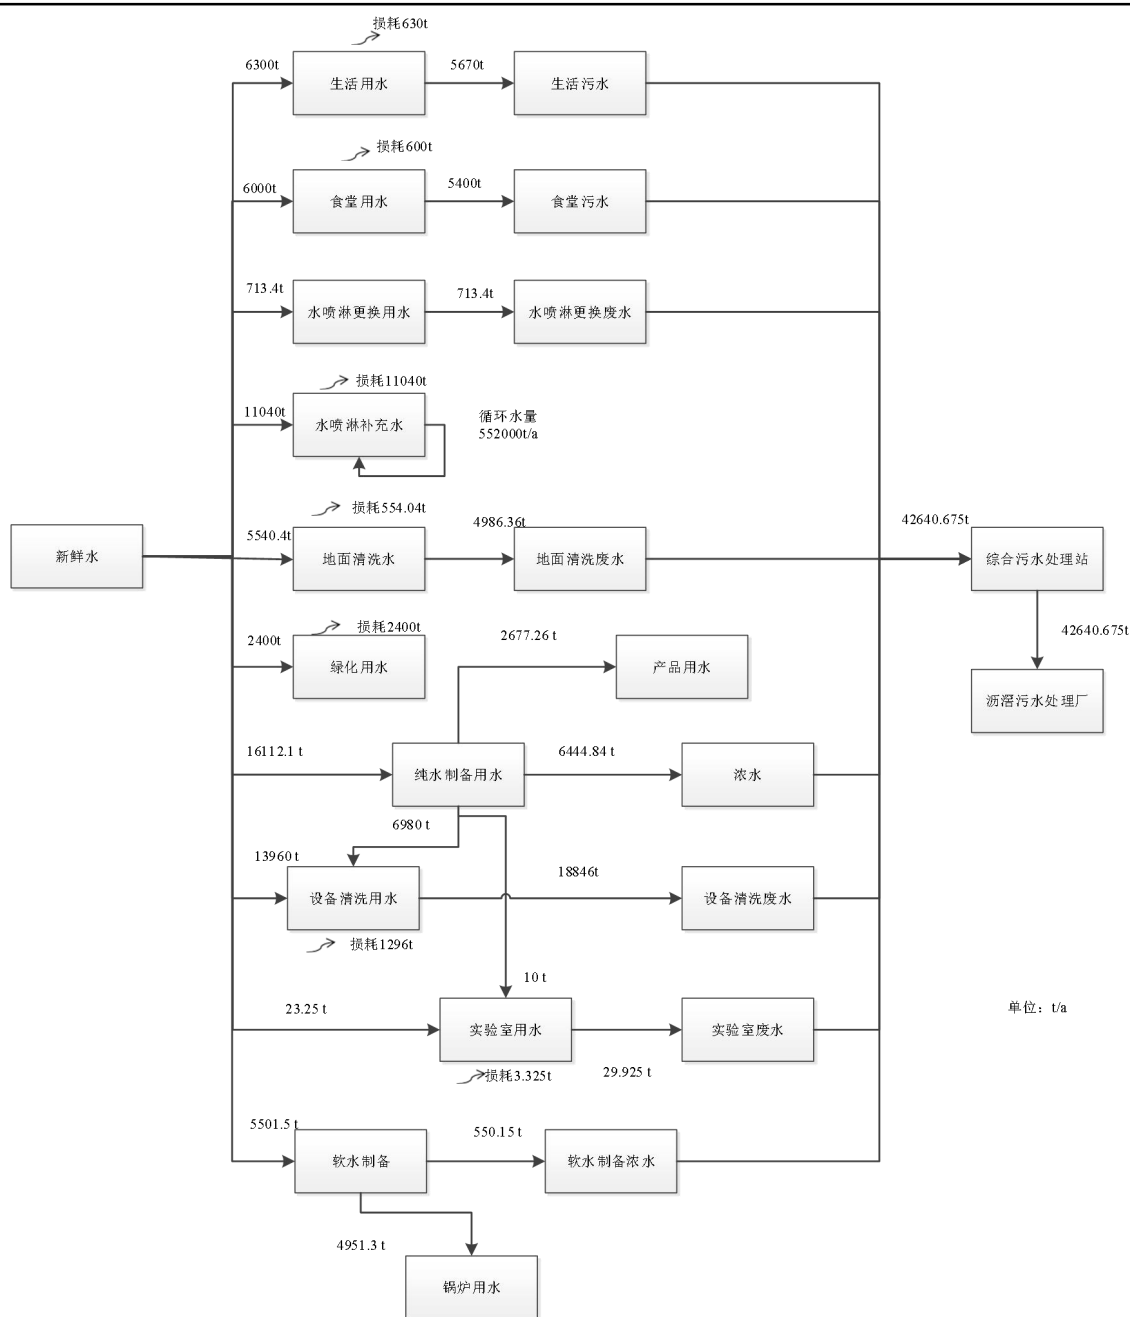 损耗630t
6300t
生活用水
5670t
生活污水
损耗600t
6000t
食堂用水
5400t
食堂污水
713.4t
水喷淋更换用水
713.4t
水喷淋更换废水
损耗11040t
11040t
水喷淋补充水
循环水量
552000t/a
新鲜水
损耗554.04t
5540.4t
地面清洗水
4986.36t
地面清洗废水
42640.675t
综合污水处理站
42640.675t
沥滘污水处理厂
损耗2400t
2400t
绿化用水
2677.26 t
产品用水
16112.1 t
纯水制备用水
6444.84 t
浓水
6980 t
13960 t
设备清洗用水
18846t
设备清洗废水
损耗1296t
10 t
23.25 t
实验室用水
实验室废水
损耗3.325t
29.925 t
单位：t/a
5501.5 t
软水制备
550.15 t
软水制备浓水
4951.3 t
锅炉用水